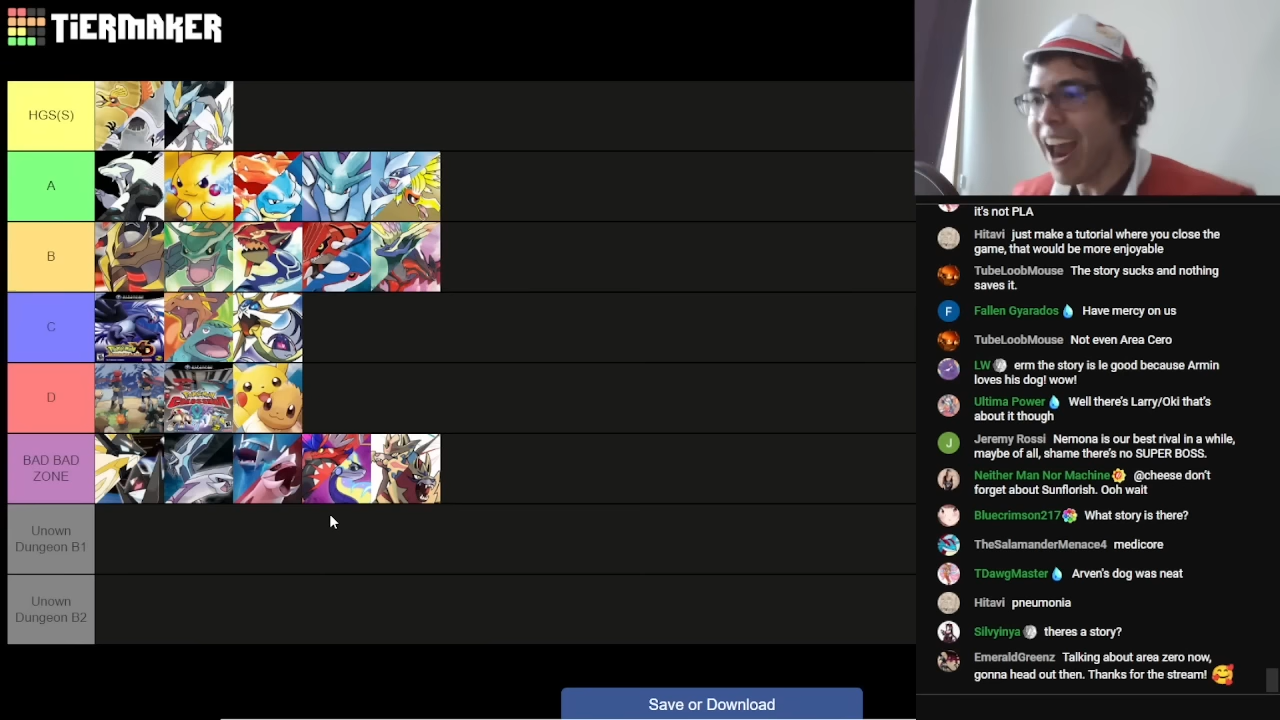 TiERMAKER
HGS(S)
A
B
C
D
BAD BAD
ZONE
Unown
Dungeon B1
Unown
Dungeon B2
Save or Download
it's not PLA
Hitavi just make a tutorial where you close the
game, that would be more enjoyable
TubeLoobMouse The story sucks and nothing
saves it.
Fallen Gyarados Have mercy on us
TubeLoobMouse Not even Area Cero
LW erm the story is le good because Armin
loves his dog! wow!
Ultima Power Well there's Larry/Oki that's
about it though
Jeremy Rossi Nemona is our best rival in a while,
maybe of all, shame there's no SUPER BOSS.
Neither Man Nor Machine @cheese don't
forget about Sunflorish. Ooh wait
Bluecrimson217 What story is there?
TheSalamanderMenace4 medicore
TDawgMaster Arven's dog was neat
Hitavi pneumonia
Silvyinya theres a story?
EmeraldGreenz Talking about area zero now,
gonna head out then. Thanks for the stream!